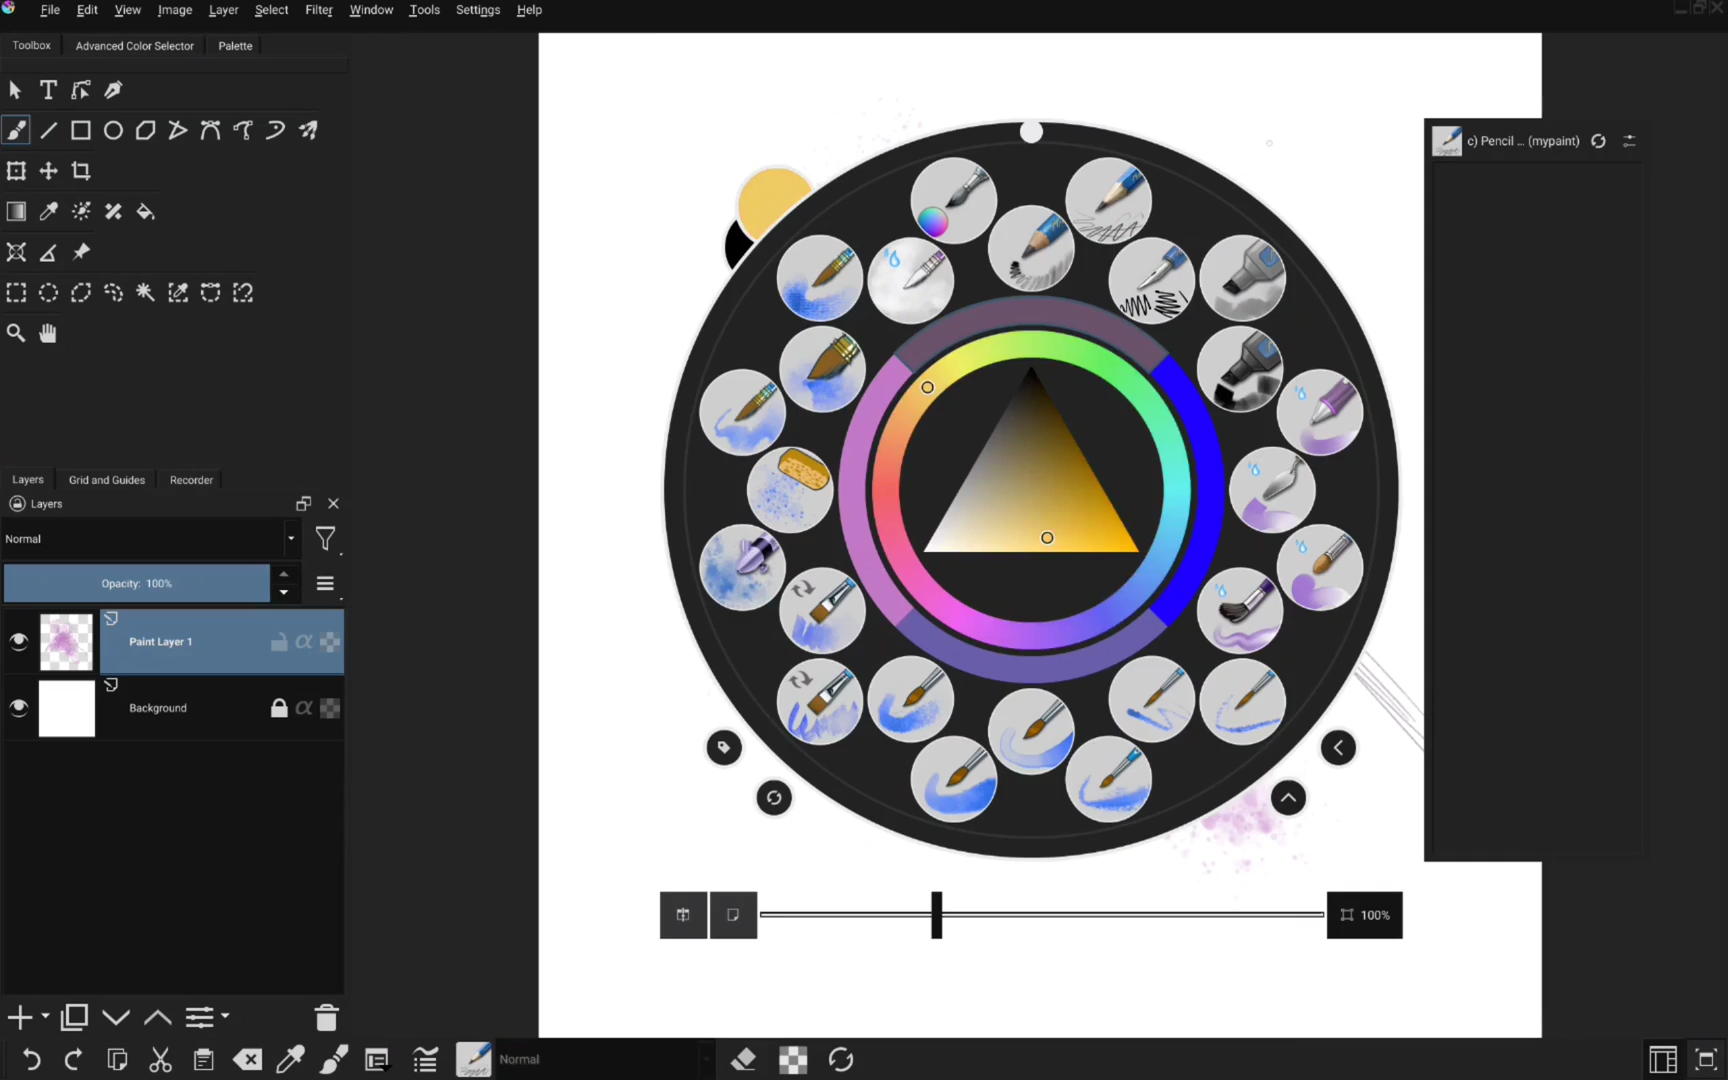 File Edit View Image Layer Select Filter Window Tools Settings Help
Toolbox Advanced Color Selector Palette
c) Pencil ... (mypaint)
Layers Grid and Guides Recorder
Layers
Normal
Opacity: 100%
Paint Layer 1
Background
100%
Normal